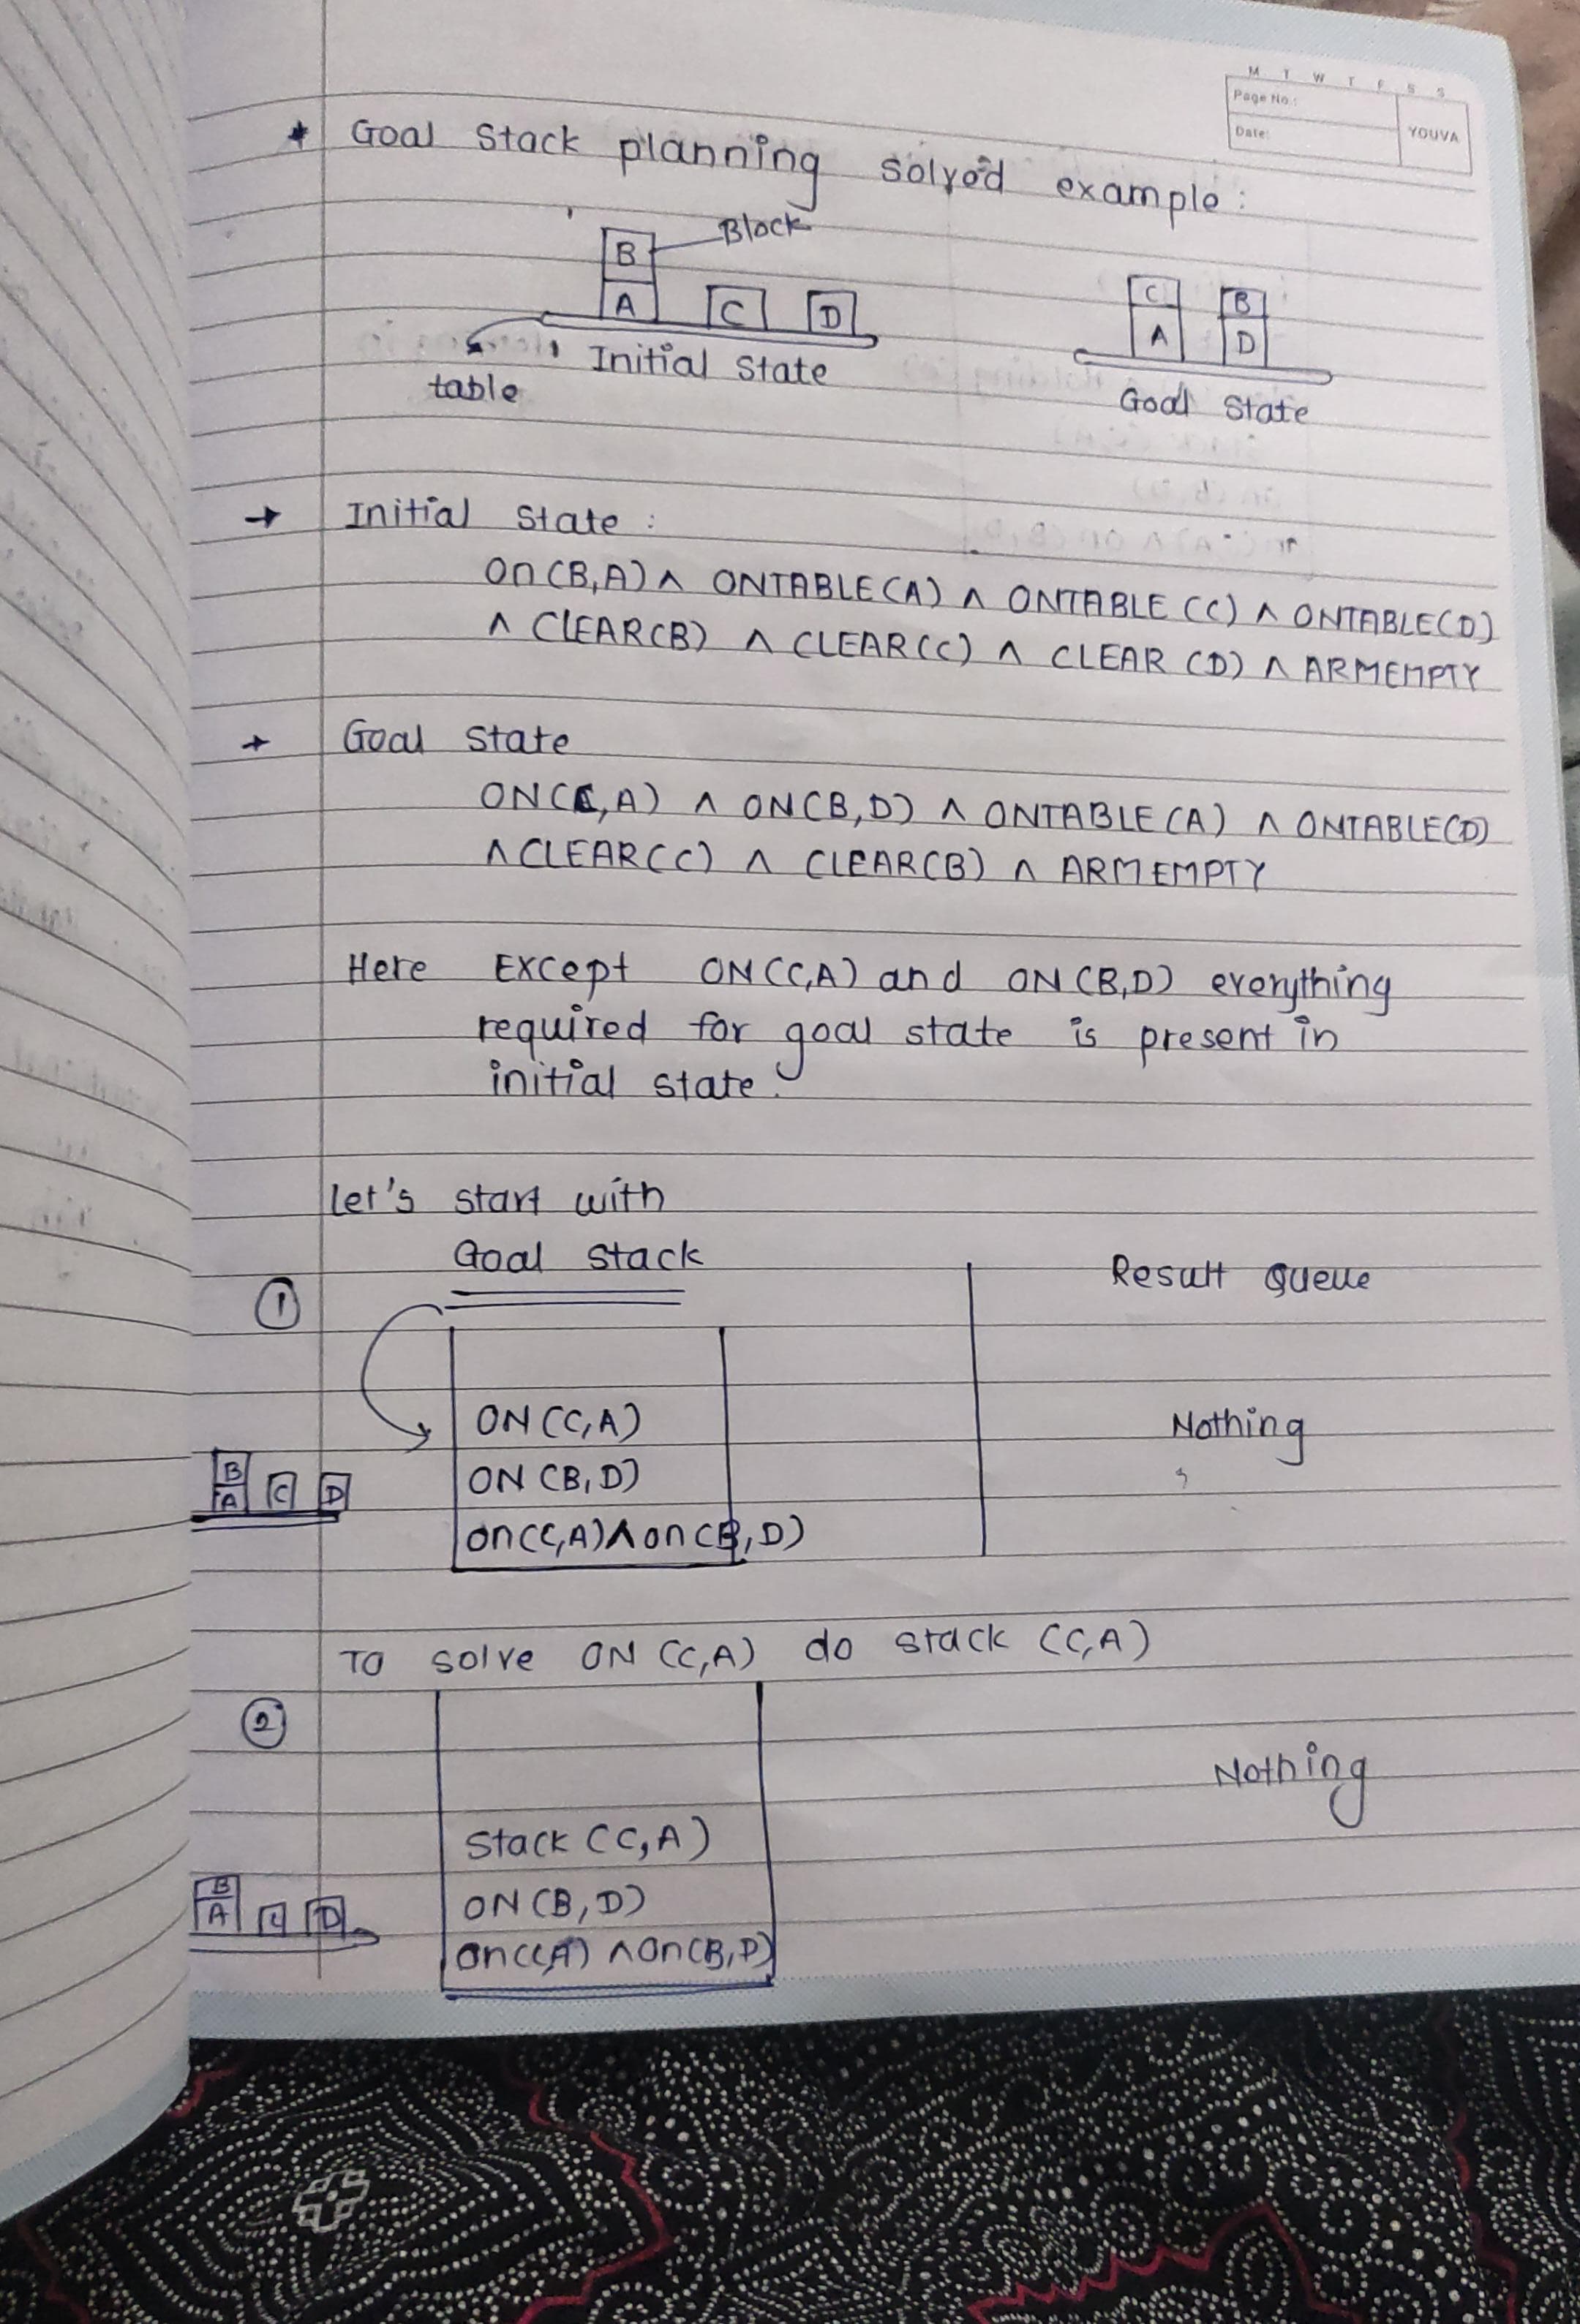 M T W T F S S
Page No.:
Date:
YOUVA
* Goal Stack planning solved example:
B
Block
A
C
D
C
B
A
D
table
Initial State
Goal State
→ Initial State :
On (B,A) ∧ ONTABLE(A) ∧ ONTABLE (C) ∧ ONTABLE(D)
∧ CLEAR(B) ∧ CLEAR(C) ∧ CLEAR (D) ∧ ARMEMPTY
→ Goal State
ON(C,A) ∧ ON(B,D) ∧ ONTABLE(A) ∧ ONTABLE(D)
∧ CLEAR(C) ∧ CLEAR(B) ∧ ARMEMPTY
Here Except ON(C,A) and ON(B,D) everything
required for goal state is present in
initial state.
Let's start with
Goal Stack
Result Queue
①
ON (C,A)
Nothing
B
A
C
D
ON (B,D)
on(C,A) ∧ on(B,D)
To solve ON (C,A) do stack (C,A)
②
Nothing
Stack (C,A)
B
A
C
D
ON (B,D)
on(C,A) ∧ on(B,D)